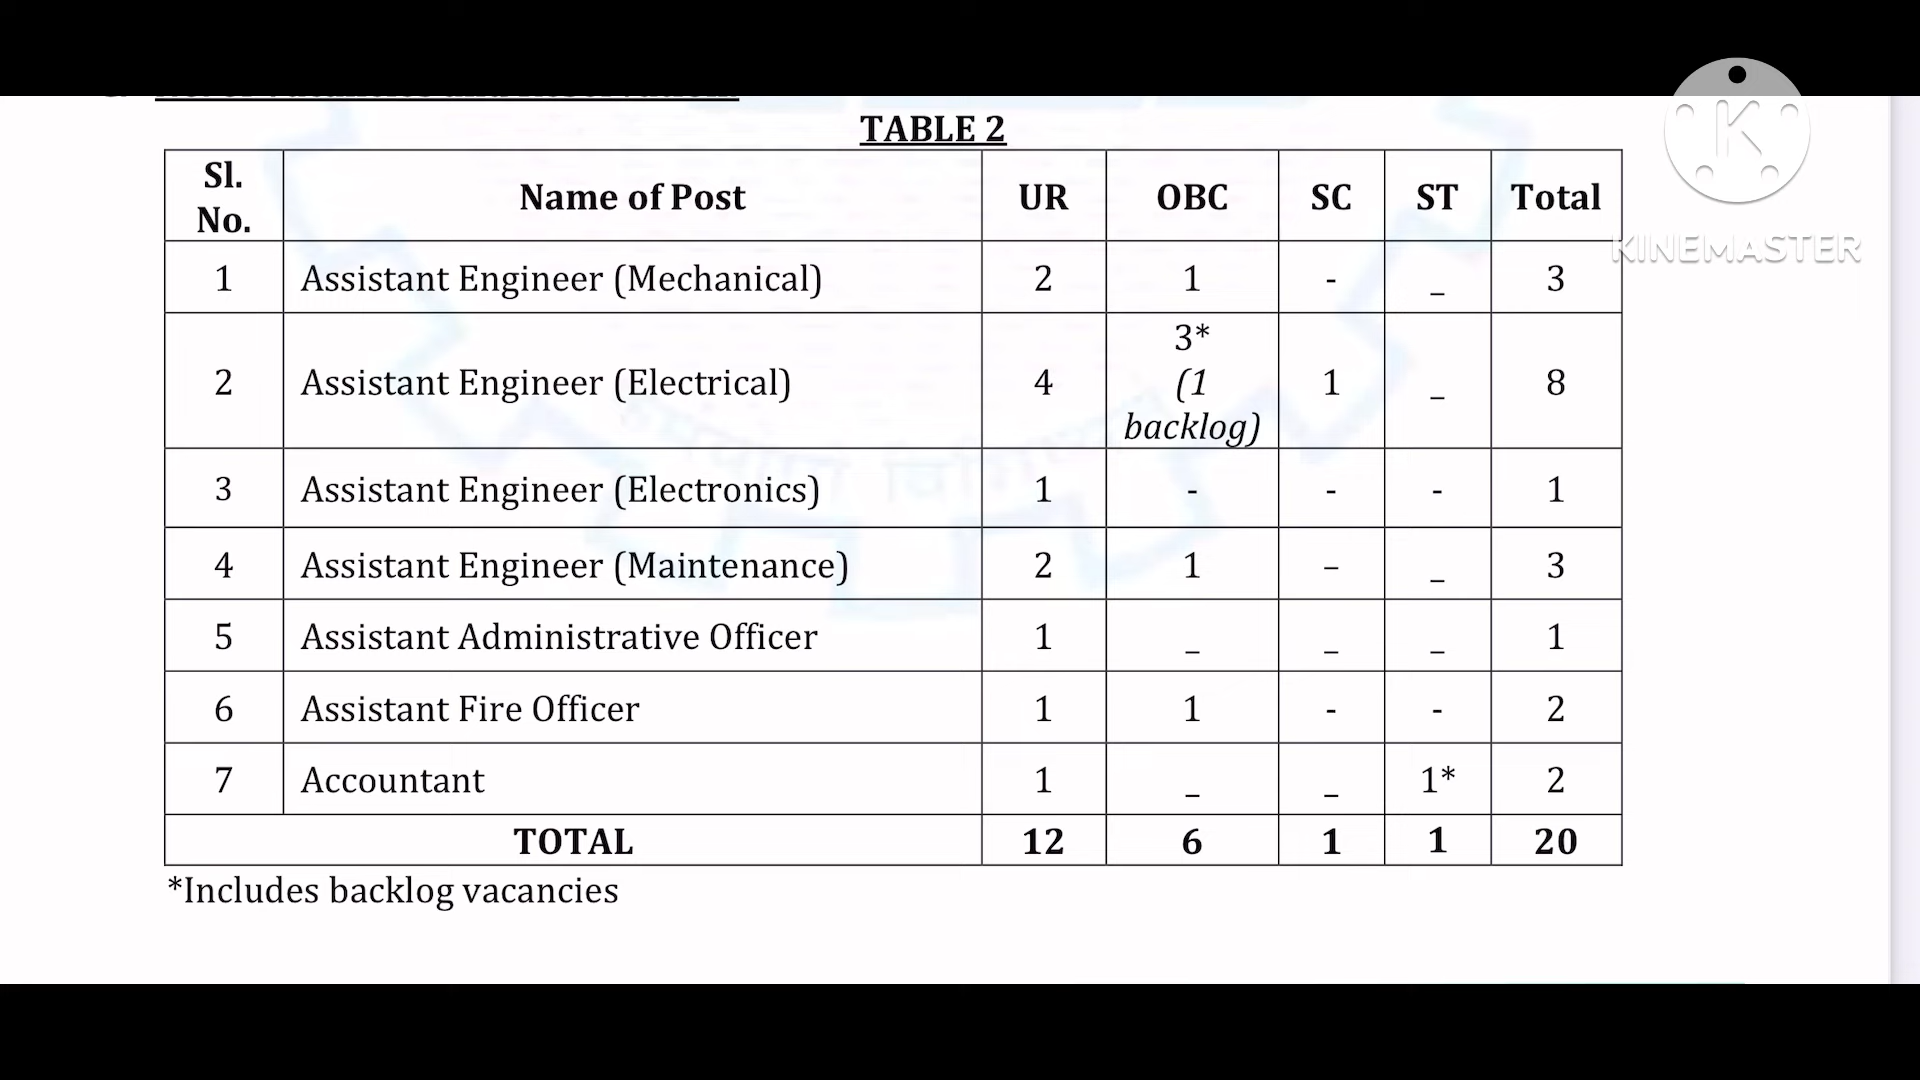 TABLE 2
Sl. No. Name of Post UR OBC SC ST Total
1 Assistant Engineer (Mechanical) 2 1 - _ 3
2 Assistant Engineer (Electrical) 4 3* (1 backlog) 1 _ 8
3 Assistant Engineer (Electronics) 1 - - - 1
4 Assistant Engineer (Maintenance) 2 1 – _ 3
5 Assistant Administrative Officer 1 _ _ _ 1
6 Assistant Fire Officer 1 1 - - 2
7 Accountant 1 _ _ 1* 2
TOTAL 12 6 1 1 20
*Includes backlog vacancies
K
KINEMASTER